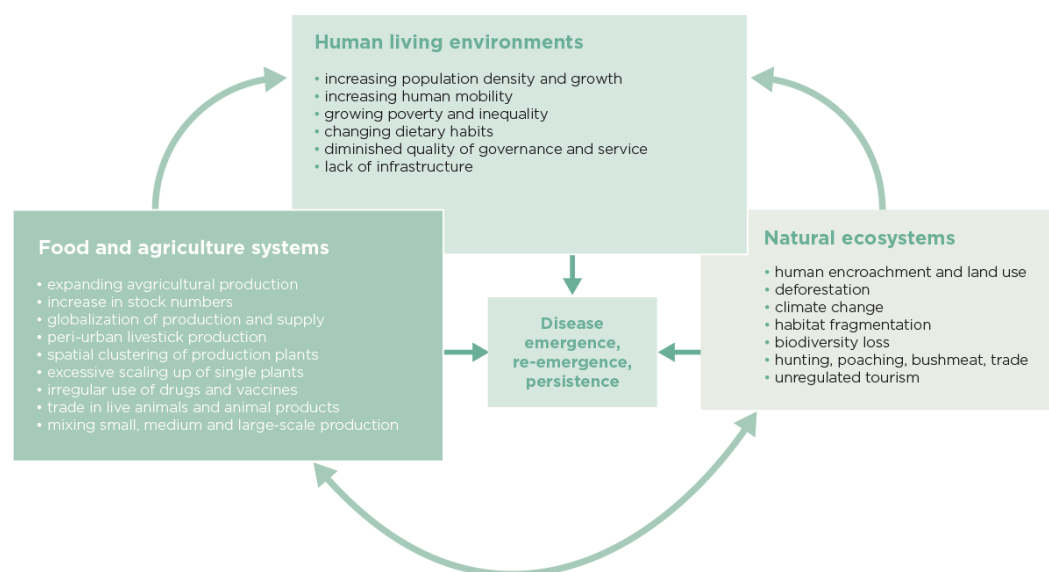 Human living environments
• increasing population density and growth
• increasing human mobility
• growing poverty and inequality
• changing dietary habits
• diminished quality of governance and service
• lack of infrastructure
Food and agriculture systems
• expanding avgricultural production
• increase in stock numbers
• globalization of production and supply
• peri-urban livestick production
• spatial clustering of production plants
• excessive scaling up of single plants
• irregular use of drugs and vaccines
• trade in live animals and animal products
• mixing small, medium and large-scale production
Disease
emergence,
re-emergence,
persistence
Natural ecosystems
• human encroachment and land use
• deforestation
• climate change
• habitat fragmentation
• biodiversity loss
• hunting, poaching, bushmeat, trade
• unregulated tourism